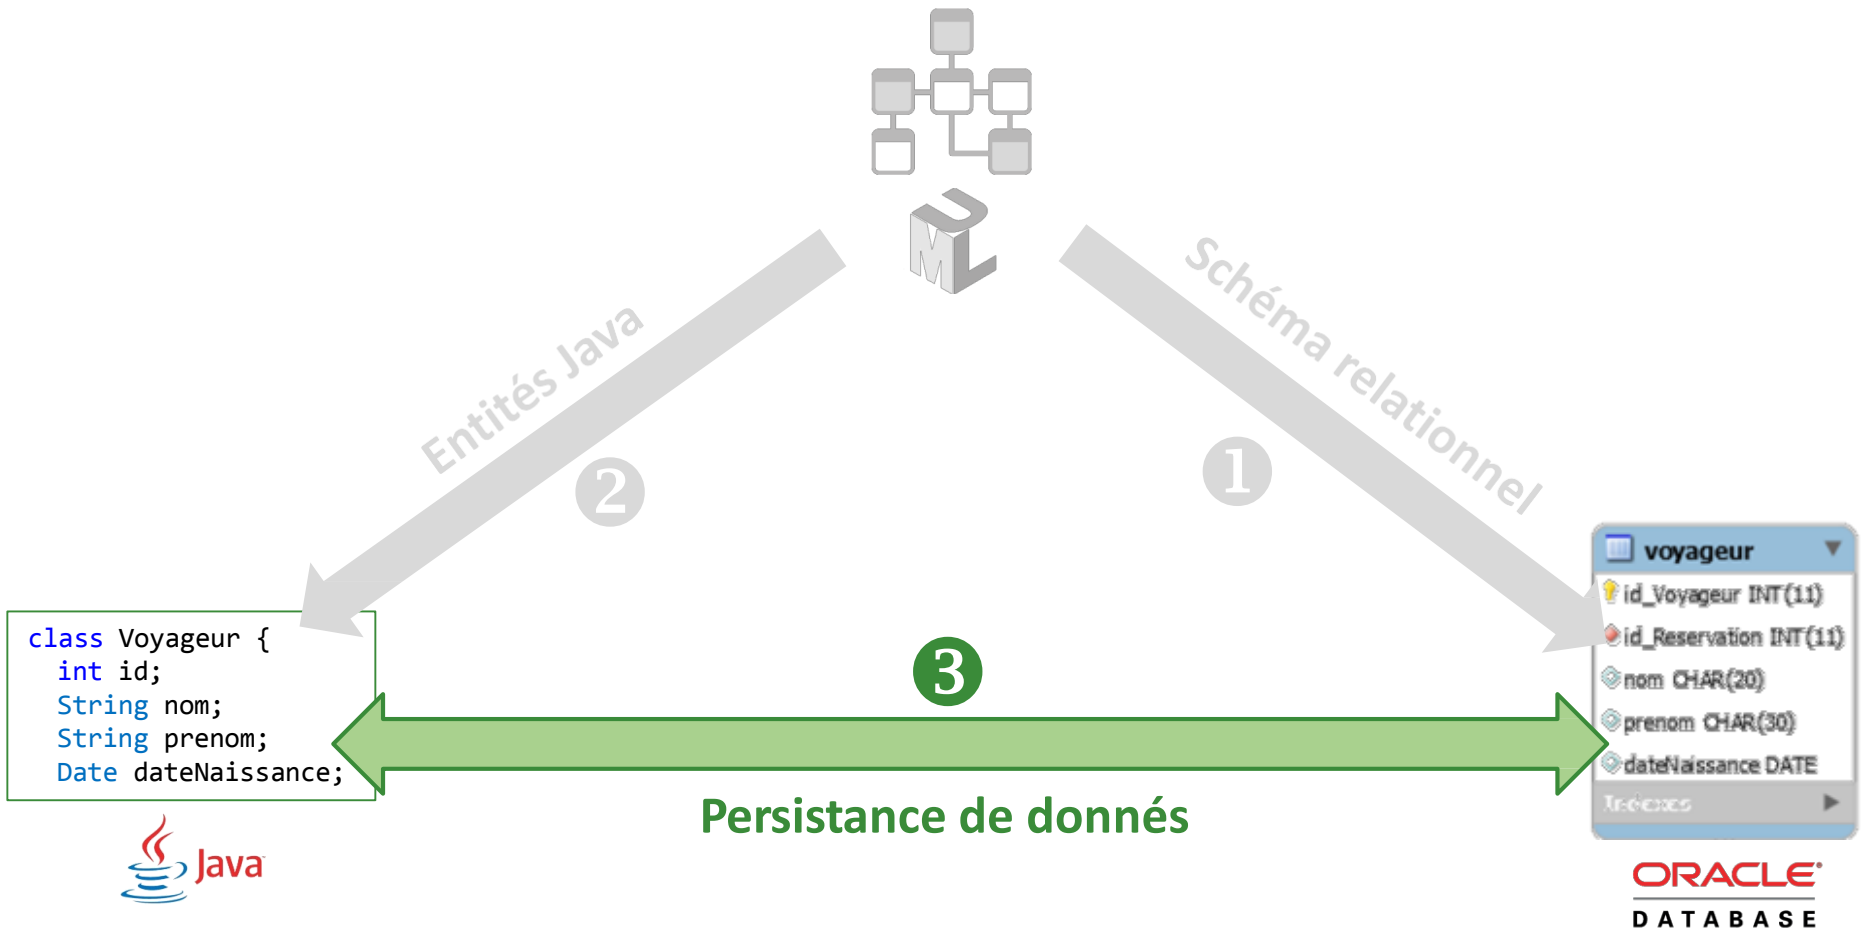 UML
Entités Java
Schéma relationnel
2
1
voyageur
id_Voyageur INT(11)
id_Reservation INT(11)
nom CHAR(20)
prenom CHAR(30)
dateNaissance DATE
Indexes
class Voyageur {
int id;
String nom;
String prenom;
Date dateNaissance;
3
Persistance de donnés
Java
ORACLE
DATABASE